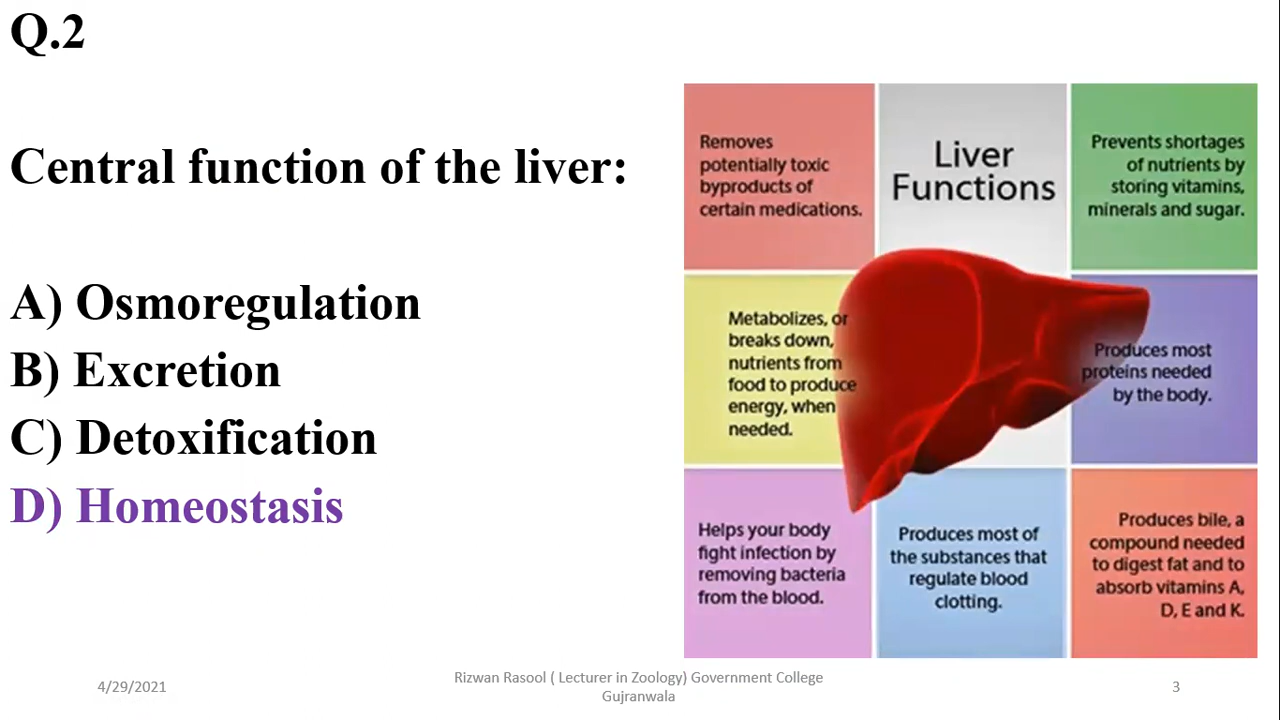 Q.2
Central function of the liver:
A) Osmoregulation
B) Excretion
C) Detoxification
D) Homeostasis
Removes
potentially toxic
byproducts of
certain medications.
Liver
Functions
Prevents shortages
of nutrients by
storing vitamins,
minerals and sugar.
Metabolizes, or
breaks down,
nutrients from
food to produce
energy, when
needed.
Produces most
proteins needed
by the body.
Helps your body
fight infection by
removing bacteria
from the blood.
Produces most of
the substances that
regulate blood
clotting.
Produces bile, a
compound needed
to digest fat and to
absorb vitamins A,
D, E and K.
4/29/2021
Rizwan Rasool ( Lecturer in Zoology) Government College
Gujranwala
3